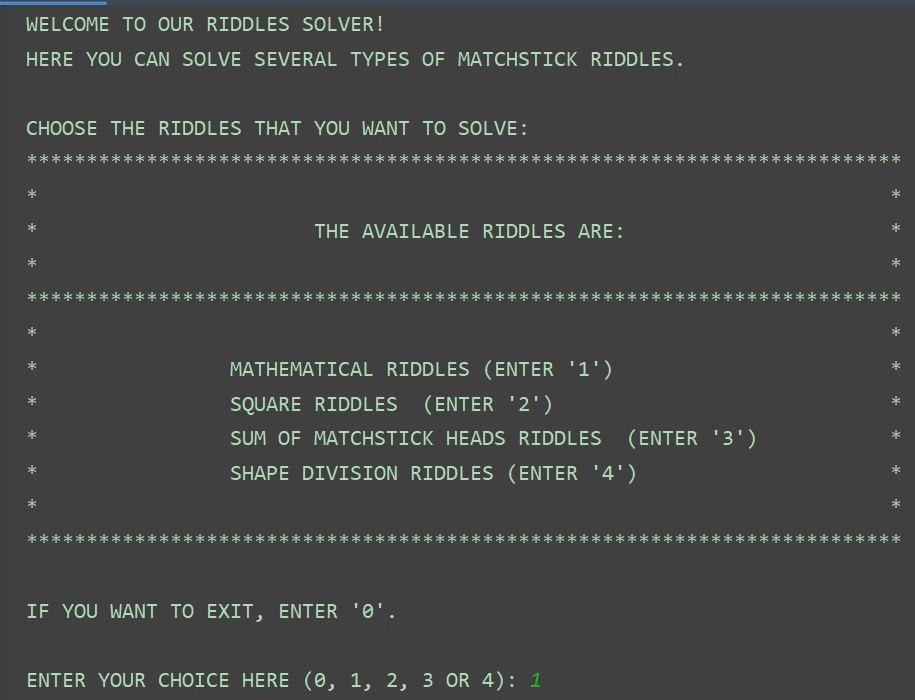 WELCOME TO OUR RIDDLES SOLVER!
HERE YOU CAN SOLVE SEVERAL TYPES OF MATCHSTICK RIDDLES.
CHOOSE THE RIDDLES THAT YOU WANT TO SOLVE:
*************************************************************************
* *
* THE AVAILABLE RIDDLES ARE: *
* *
*************************************************************************
* *
* MATHEMATICAL RIDDLES (ENTER '1') *
* SQUARE RIDDLES (ENTER '2') *
* SUM OF MATCHSTICK HEADS RIDDLES (ENTER '3') *
* SHAPE DIVISION RIDDLES (ENTER '4') *
* *
*************************************************************************
IF YOU WANT TO EXIT, ENTER '0'.
ENTER YOUR CHOICE HERE (0, 1, 2, 3 OR 4): 1